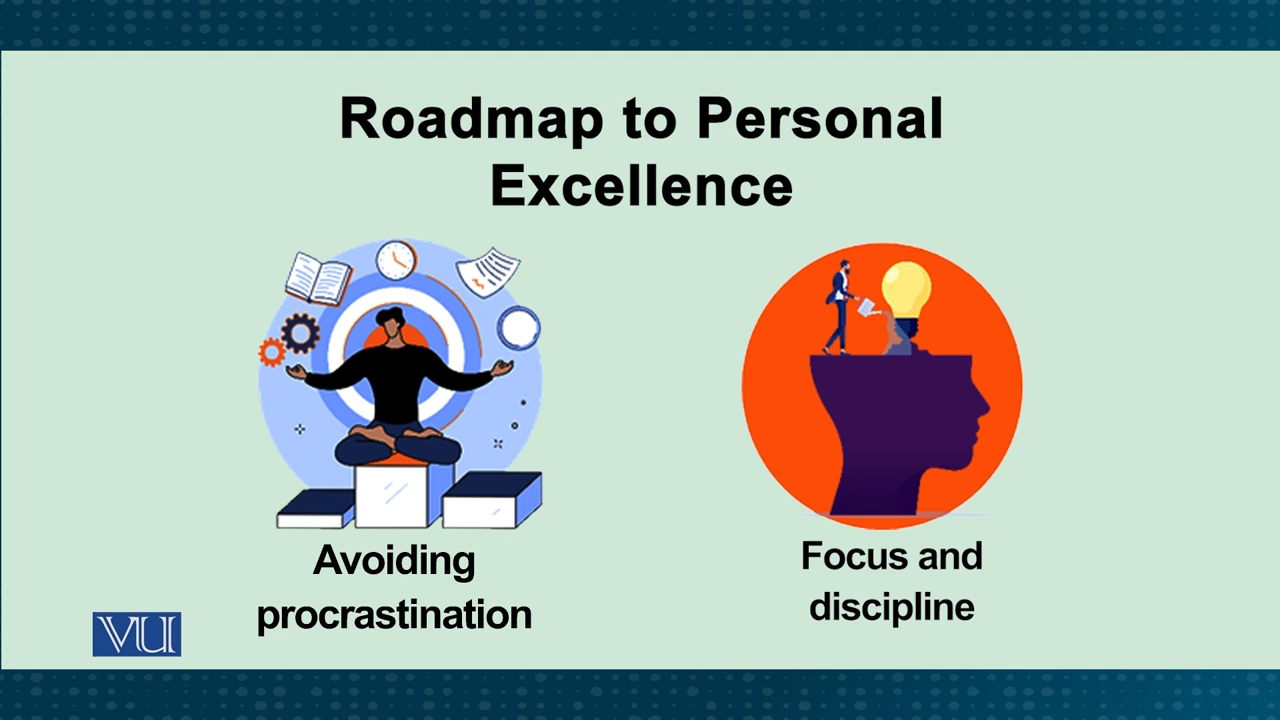 Roadmap to Personal
Excellence
Avoiding
procrastination
Focus and
discipline
VU